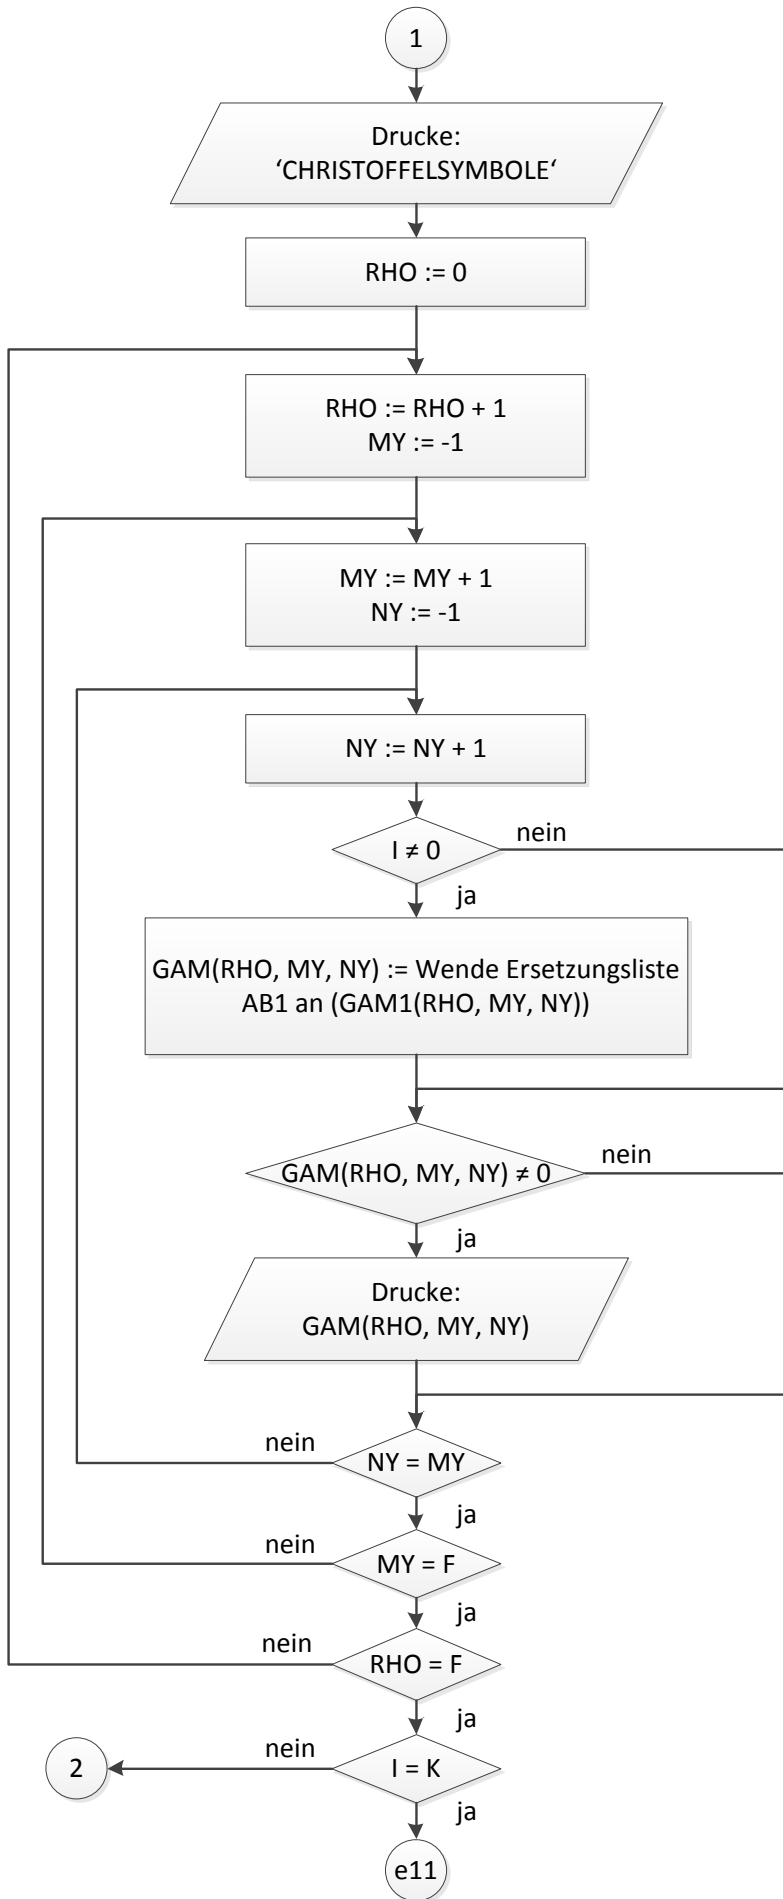 1
Drucke:
‘CHRISTOFFELSYMBOLE‘
RHO := 0
RHO := RHO + 1
MY := -1
MY := MY + 1
NY := -1
NY := NY + 1
I ≠ 0
nein
ja
GAM(RHO, MY, NY) := Wende Ersetzungsliste
AB1 an (GAM1(RHO, MY, NY))
GAM(RHO, MY, NY) ≠ 0
nein
ja
Drucke:
GAM(RHO, MY, NY)
nein
NY = MY
ja
nein
MY = F
ja
nein
RHO = F
ja
nein
2
I = K
ja
e11